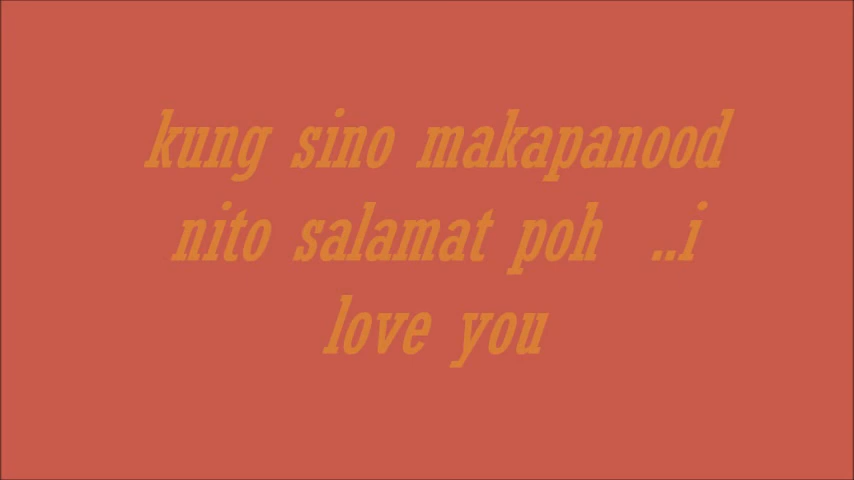 kung sino makapanood
nito salamat poh ..i
love you